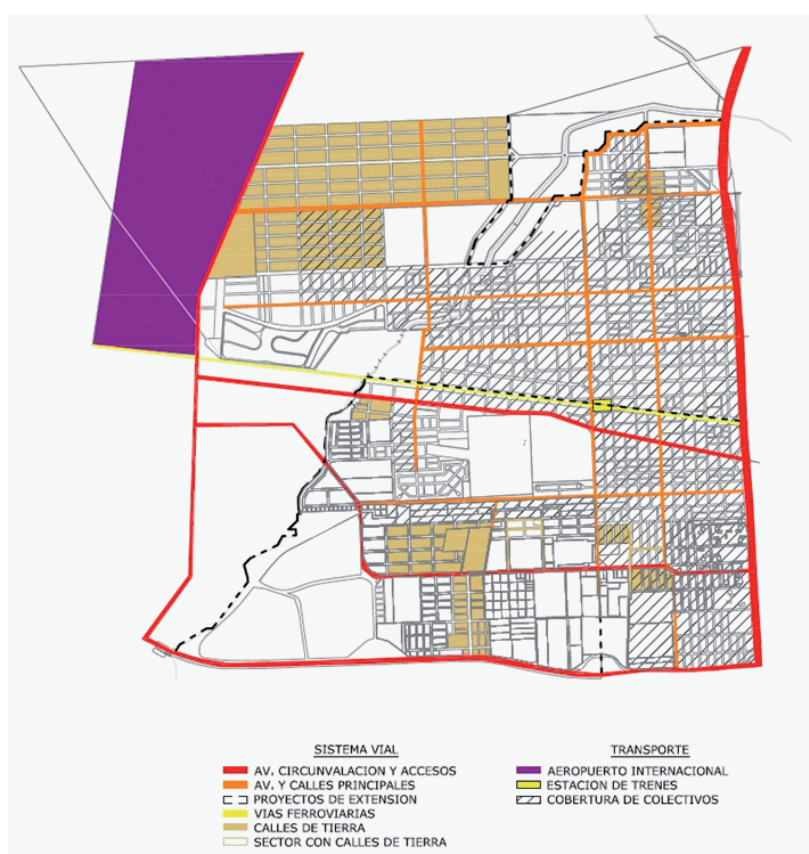 SISTEMA VIAL
AV. CIRCUNVALACION Y ACCESOS
AV. Y CALLES PRINCIPALES
PROYECTOS DE EXTENSION
VIAS FERROVIARIAS
CALLES DE TIERRA
SECTOR CON CALLES DE TIERRA
TRANSPORTE
AEROPUERTO INTERNACIONAL
ESTACION DE TRENES
COBERTURA DE COLECTIVOS